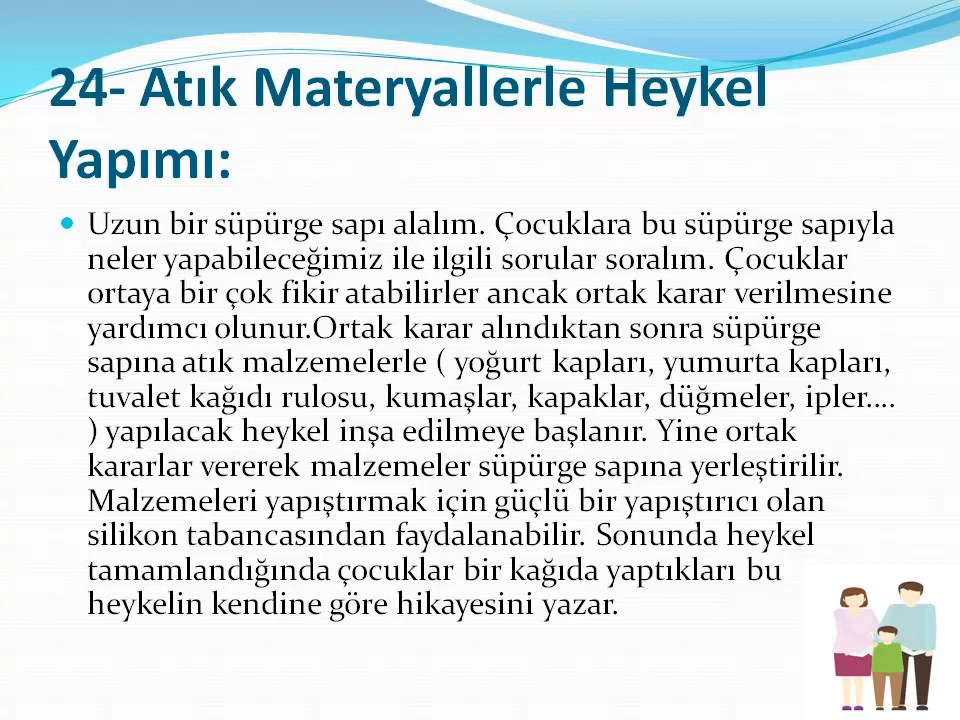 24- Atık Materyallerle Heykel
Yapımı:
• Uzun bir süpürge sapı alalım. Çocuklara bu süpürge sapıyla
neler yapabileceğimiz ile ilgili sorular soralım. Çocuklar
ortaya bir çok fikir atabilirler ancak ortak karar verilmesine
yardımcı olunur.Ortak karar alındıktan sonra süpürge
sapına atık malzemelerle ( yoğurt kapları, yumurta kapları,
tuvalet kağıdı rulosu, kumaşlar, kapaklar, düğmeler, ipler....
) yapılacak heykel inşa edilmeye başlanır. Yine ortak
kararlar vererek malzemeler süpürge sapına yerleştirilir.
Malzemeleri yapıştırmak için güçlü bir yapıştırıcı olan
silikon tabancasından faydalanabilir. Sonunda heykel
tamamlandığında çocuklar bir kağıda yaptıkları bu
heykelin kendine göre hikayesini yazar.